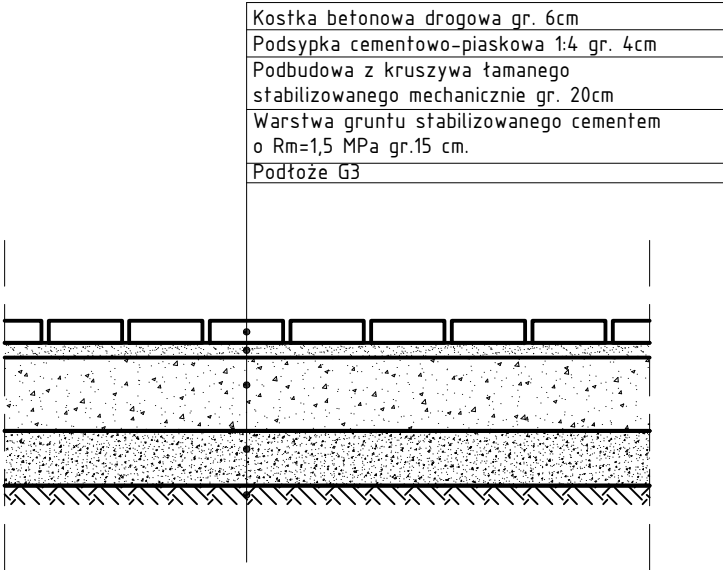 Kostka betonowa drogowa gr. 6cm
Podsypka cementowo-piaskowa 1:4 gr. 4cm
Podbudowa z kruszywa łamanego
stabilizowanego mechanicznie gr. 20cm
Warstwa gruntu stabilizowanego cementem
o Rm=1,5 MPa gr.15 cm.
Podłoże G3